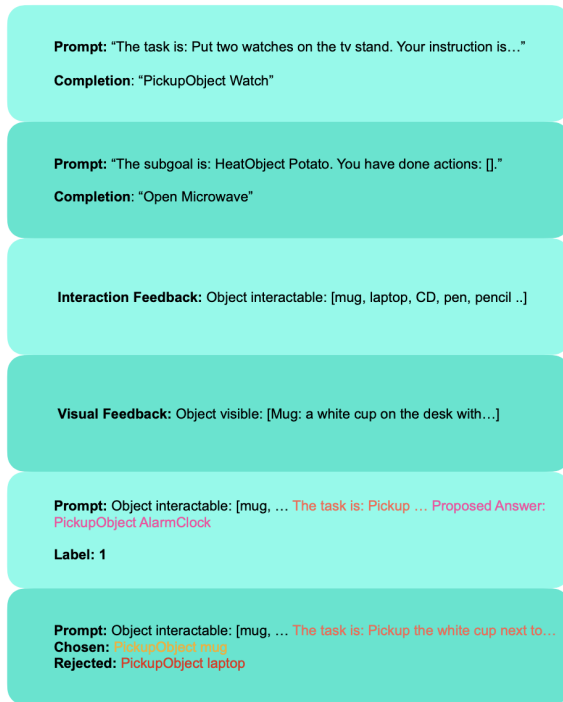 Prompt: “The task is: Put two watches on the tv stand. Your instruction is…”
Completion: “PickupObject Watch”
Prompt: “The subgoal is: HeatObject Potato. You have done actions: [].”
Completion: “Open Microwave”
Interaction Feedback: Object interactable: [mug, laptop, CD, pen, pencil ..]
Visual Feedback: Object visible: [Mug: a white cup on the desk with…]
Prompt: Object interactable: [mug, … The task is: Pickup … Proposed Answer:
PickupObject AlarmClock
Label: 1
Prompt: Object interactable: [mug, … The task is: Pickup the white cup next to…
Chosen: PickupObject mug
Rejected: PickupObject laptop